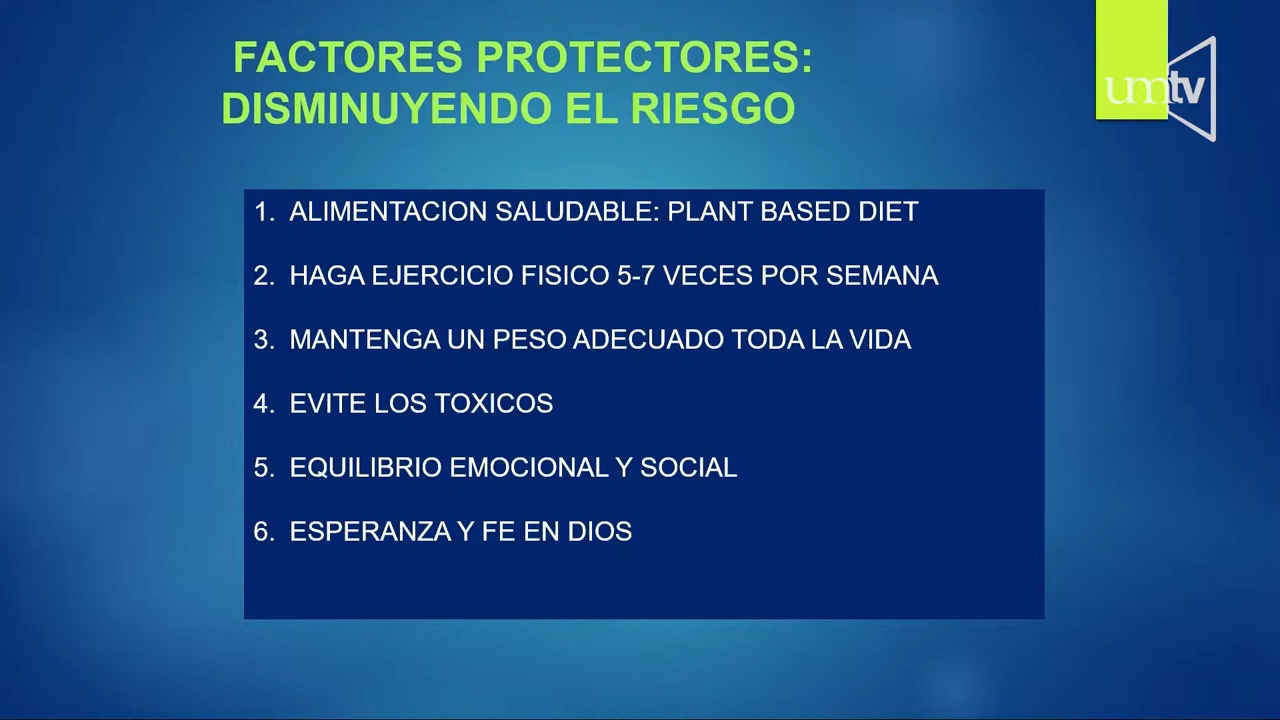 FACTORES PROTECTORES:
DISMINUYENDO EL RIESGO
umtv
1. ALIMENTACION SALUDABLE: PLANT BASED DIET
2. HAGA EJERCICIO FISICO 5-7 VECES POR SEMANA
3. MANTENGA UN PESO ADECUADO TODA LA VIDA
4. EVITE LOS TOXICOS
5. EQUILIBRIO EMOCIONAL Y SOCIAL
6. ESPERANZA Y FE EN DIOS